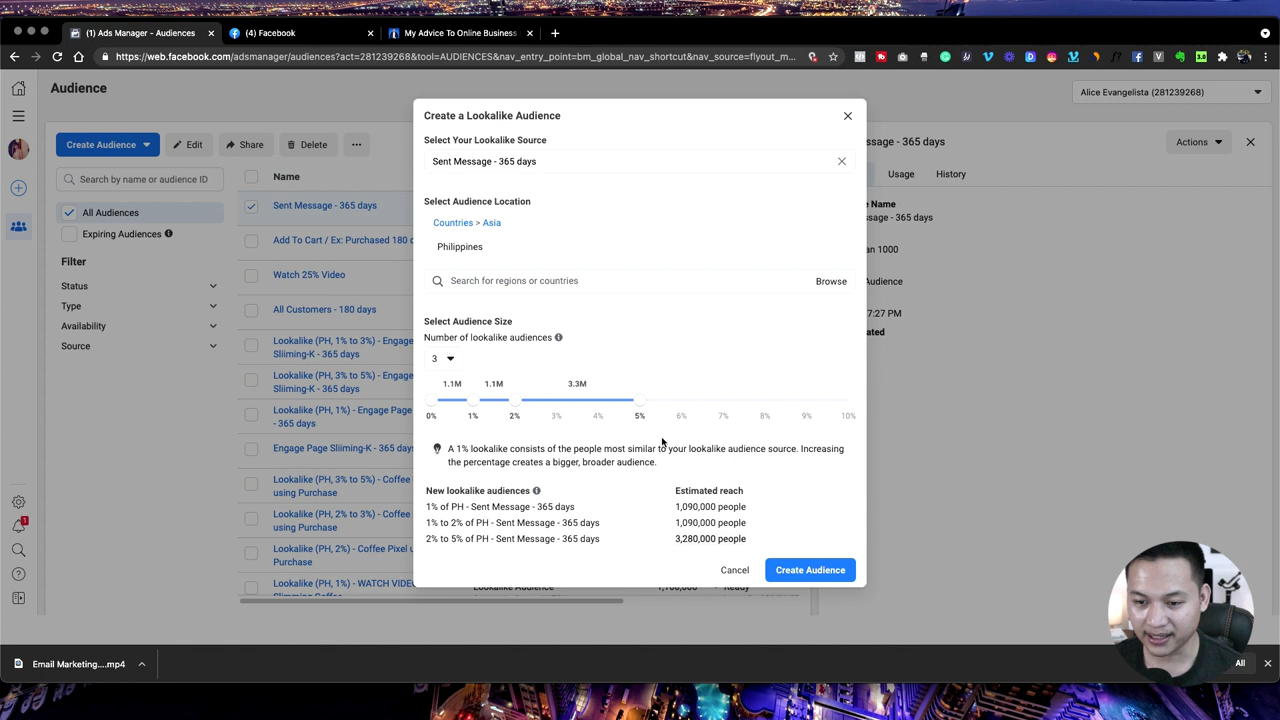 (1) Ads Manager - Audiences
(4) Facebook
My Advice To Online Business
https://web.facebook.com/adsmanager/audiences?act=281239268&tool=AUDIENCES&nav_entry_point=bm_global_nav_shortcut&nav_source=flyout_m...
Audience
Alice Evangelista (281239268)
Create Audience
Edit
Share
Delete
Search by name or audience ID
All Audiences
Expiring Audiences
Filter
Status
Type
Availability
Source
Name
Sent Message - 365 days
Add To Cart / Ex: Purchased 180 d
Watch 25% Video
All Customers - 180 days
Lookalike (PH, 1% to 3%) - Engage
Sliiming-K - 365 days
Lookalike (PH, 3% to 5%) - Engage
Sliiming-K - 365 days
Lookalike (PH, 1%) - Engage Page
- 365 days
Engage Page Sliiming-K - 365 days
Lookalike (PH, 3% to 5%) - Coffee
using Purchase
Lookalike (PH, 2% to 3%) - Coffee
using Purchase
Lookalike (PH, 2%) - Coffee Pixel u
Purchase
Lookalike (PH, 1%) - WATCH VIDEO
Create a Lookalike Audience
Select Your Lookalike Source
Sent Message - 365 days
Select Audience Location
Countries > Asia
Philippines
Search for regions or countries
Browse
Select Audience Size
Number of lookalike audiences
3
1.1M 1.1M 3.3M
0% 1% 2% 3% 4% 5% 6% 7% 8% 9% 10%
A 1% lookalike consists of the people most similar to your lookalike audience source. Increasing
the percentage creates a bigger, broader audience.
New lookalike audiences Estimated reach
1% of PH - Sent Message - 365 days 1,090,000 people
1% to 2% of PH - Sent Message - 365 days 1,090,000 people
2% to 5% of PH - Sent Message - 365 days 3,280,000 people
Cancel
Create Audience
ssage - 365 days
Actions
Usage
History
e Name
ssage - 365 days
an 1000
Audience
7:27 PM
ated
Email Marketing....mp4
All